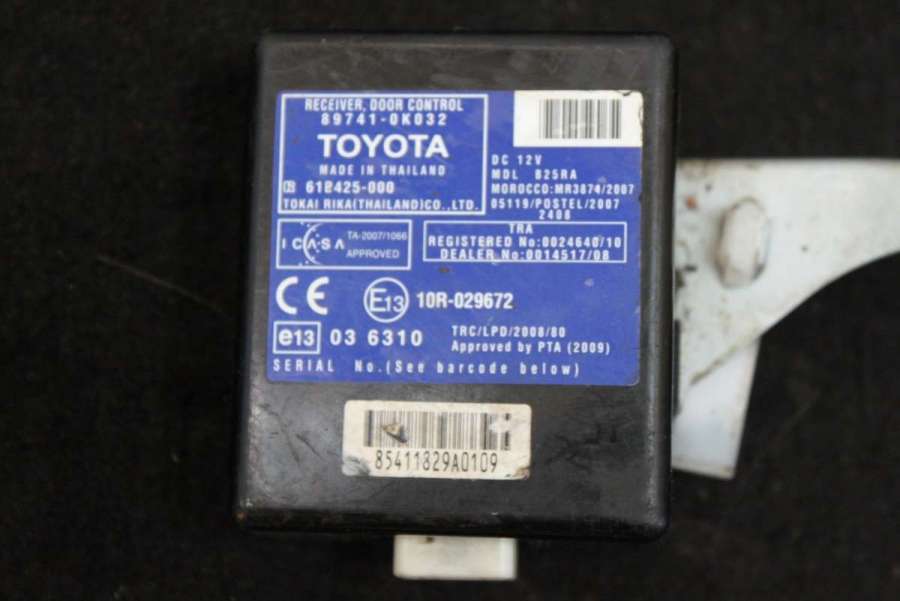 RECEIVER, DOOR CONTROL
89741-0K032
TOYOTA
MADE IN THAILAND
61B425-000
TOKAI RIKA(THAILAND)CO.,LTD.
DC 12V
MDL B25RA
MOROCCO:MR3874/2007
05119/POSTEL/2007
2408
ICASA
TA-2007/1066
APPROVED
TRA
REGISTERED No:0024640/10
DEALER No:0014517/08
CE
E13 10R-029672
e13 03 6310
TRC/LPD/2008/80
Approved by PTA (2009)
SERIAL No.(See barcode below)
85411829A0109